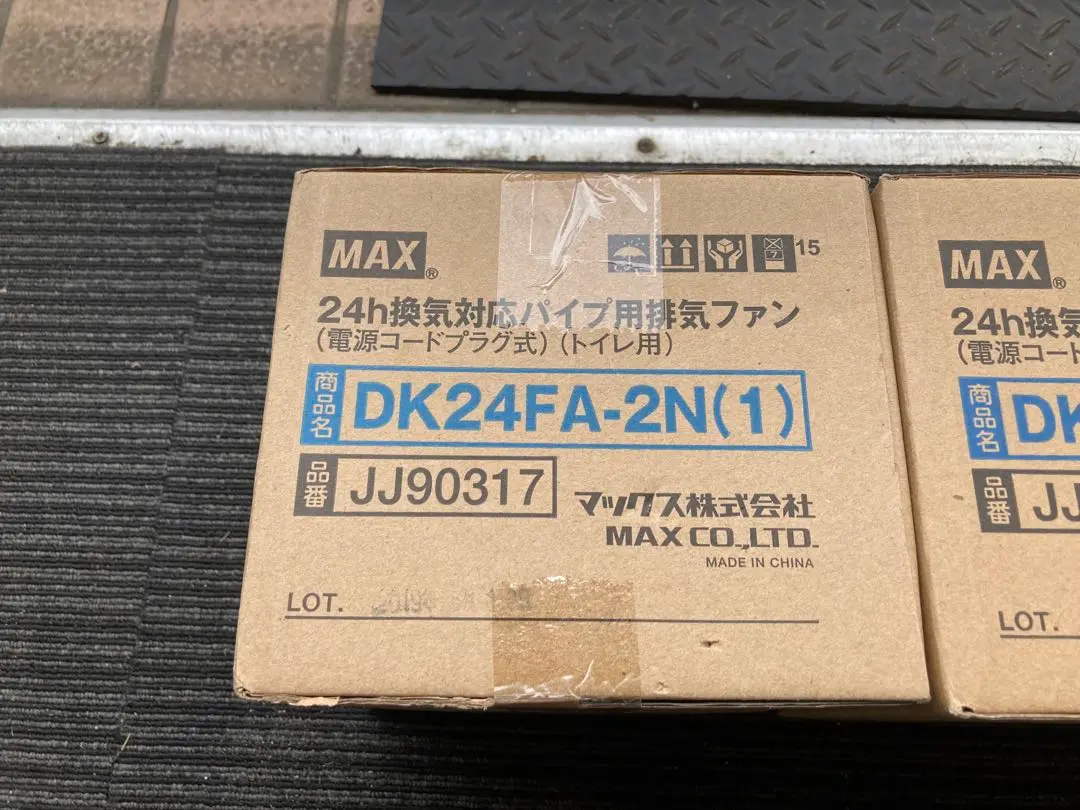 MAX®
15
24h換気対応パイプ用排気ファン
(電源コードプラグ式)(トイレ用)
商品名 DK24FA-2N(1)
品番 JJ90317
マックス株式会社
MAX CO.,LTD.
MADE IN CHINA
LOT.
MAX®
24h換気
(電源コード
商品名 DK
品番 JJ
LOT.